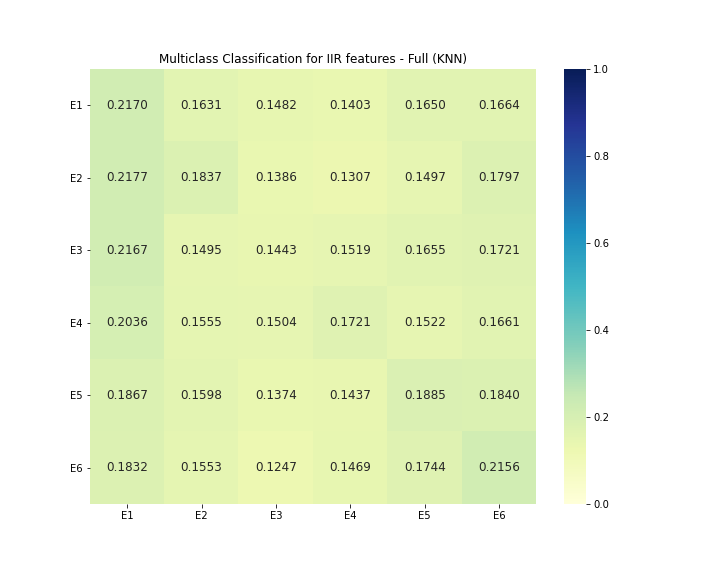 Multiclass Classification for IIR features - Full (KNN)
E1 0.2170 0.1631 0.1482 0.1403 0.1650 0.1664
E2 0.2177 0.1837 0.1386 0.1307 0.1497 0.1797
E3 0.2167 0.1495 0.1443 0.1519 0.1655 0.1721
E4 0.2036 0.1555 0.1504 0.1721 0.1522 0.1661
E5 0.1867 0.1598 0.1374 0.1437 0.1885 0.1840
E6 0.1832 0.1553 0.1247 0.1469 0.1744 0.2156
E1 E2 E3 E4 E5 E6
1.0
0.8
0.6
0.4
0.2
0.0